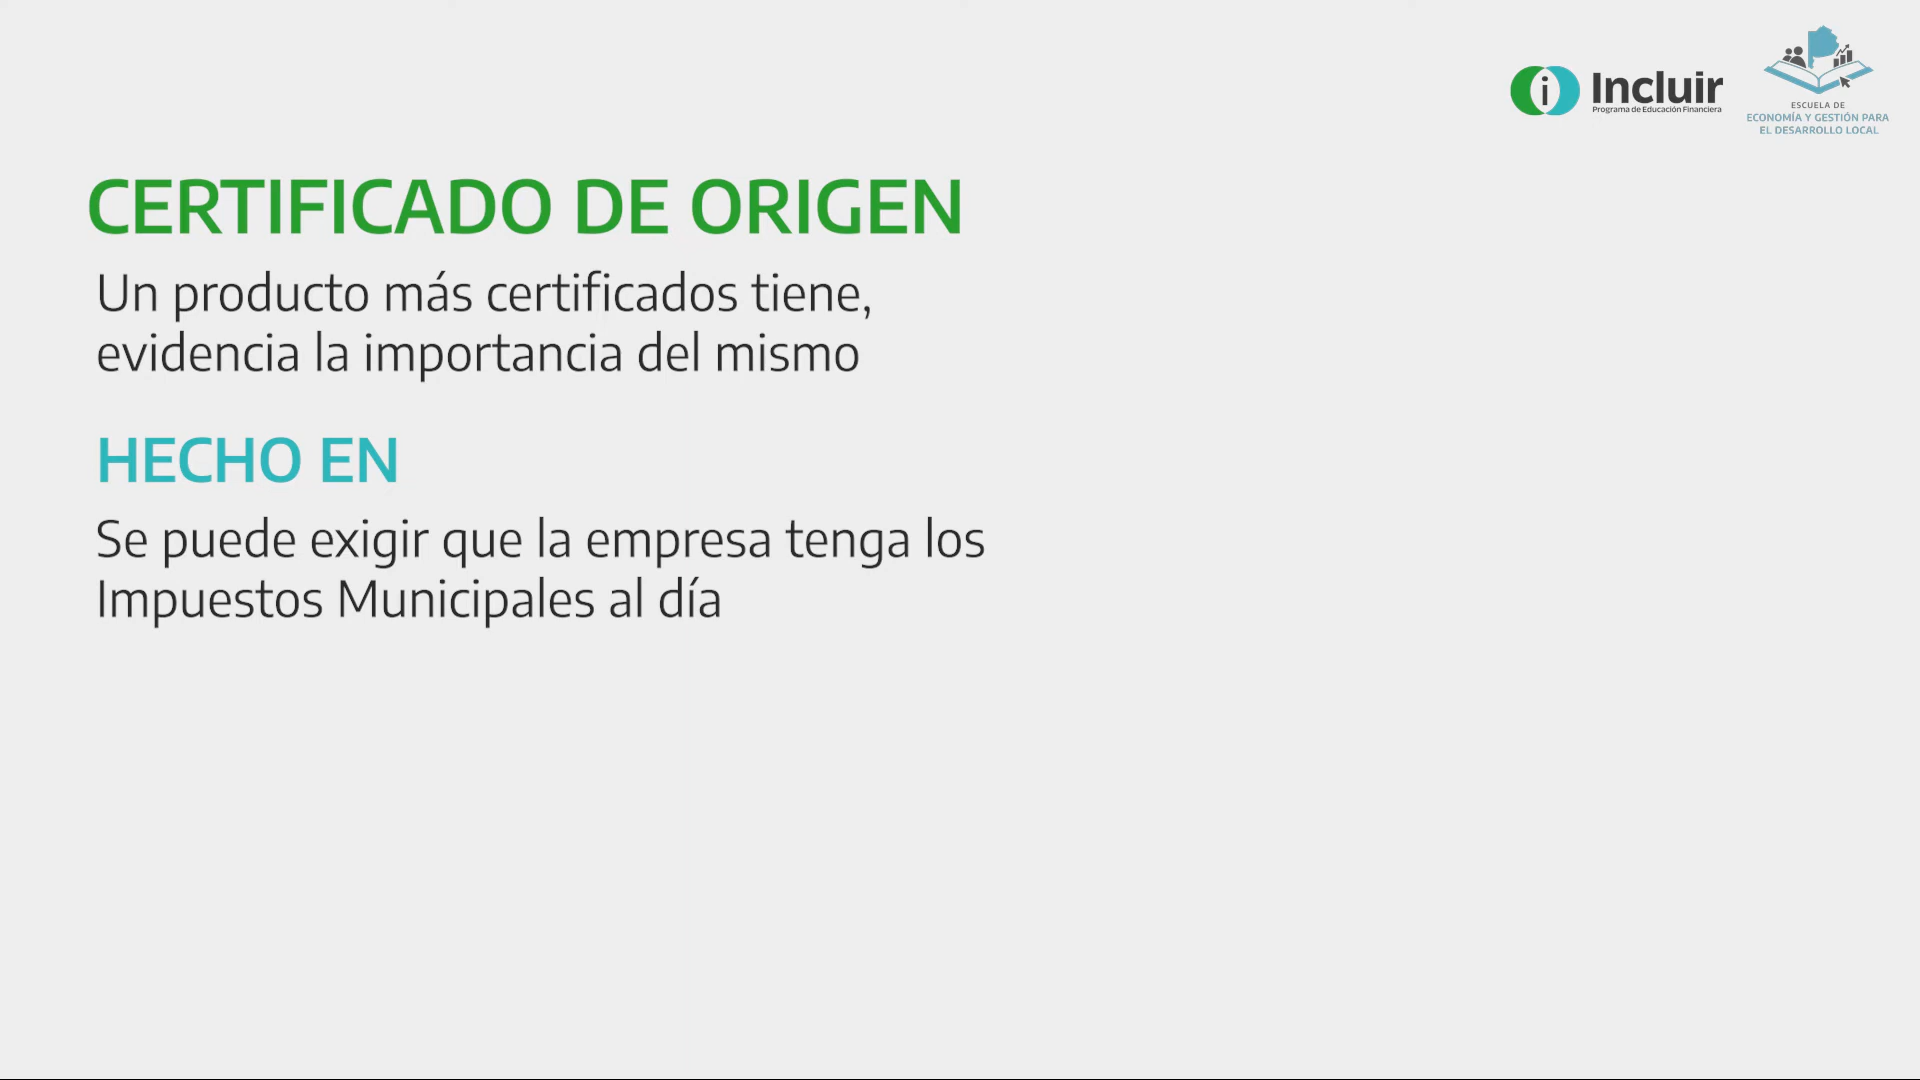 Incluir
Programa de Educación Financiera
ESCUELA DE
ECONOMÍA Y GESTIÓN PARA
EL DESARROLLO LOCAL
CERTIFICADO DE ORIGEN
Un producto más certificados tiene,
evidencia la importancia del mismo
HECHO EN
Se puede exigir que la empresa tenga los
Impuestos Municipales al día